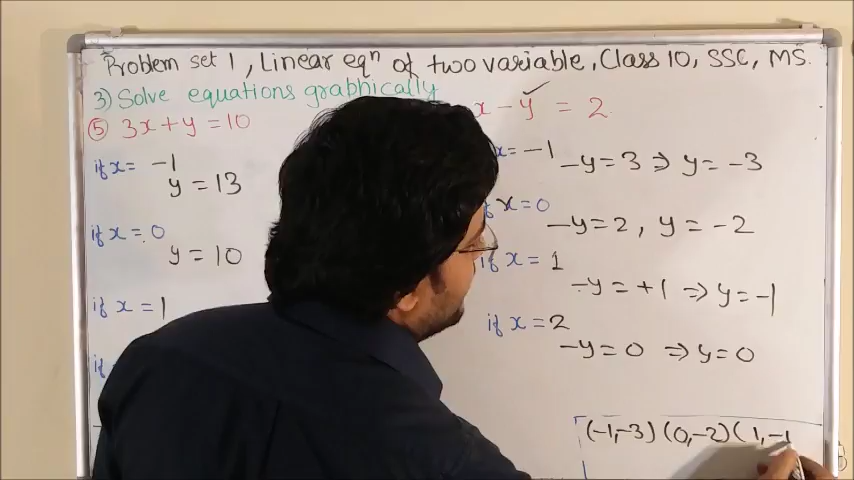 Problem set 1, Linear eqⁿ of two variable, Class 10, SSC, MS.
3) Solve equations graphically
⑤ 3x+y=10
x - y = 2
if x= -1
y = 13
x= -1
-y=3 ⇒ y= -3
if x=0
y = 10
if x=0
-y=2, y = -2
if x = 1
if x = 1
-y = +1 ⇒ y= -1
if
if x=2
-y=0 ⇒ y=0
(-1,-3) (0,-2) (1,-1